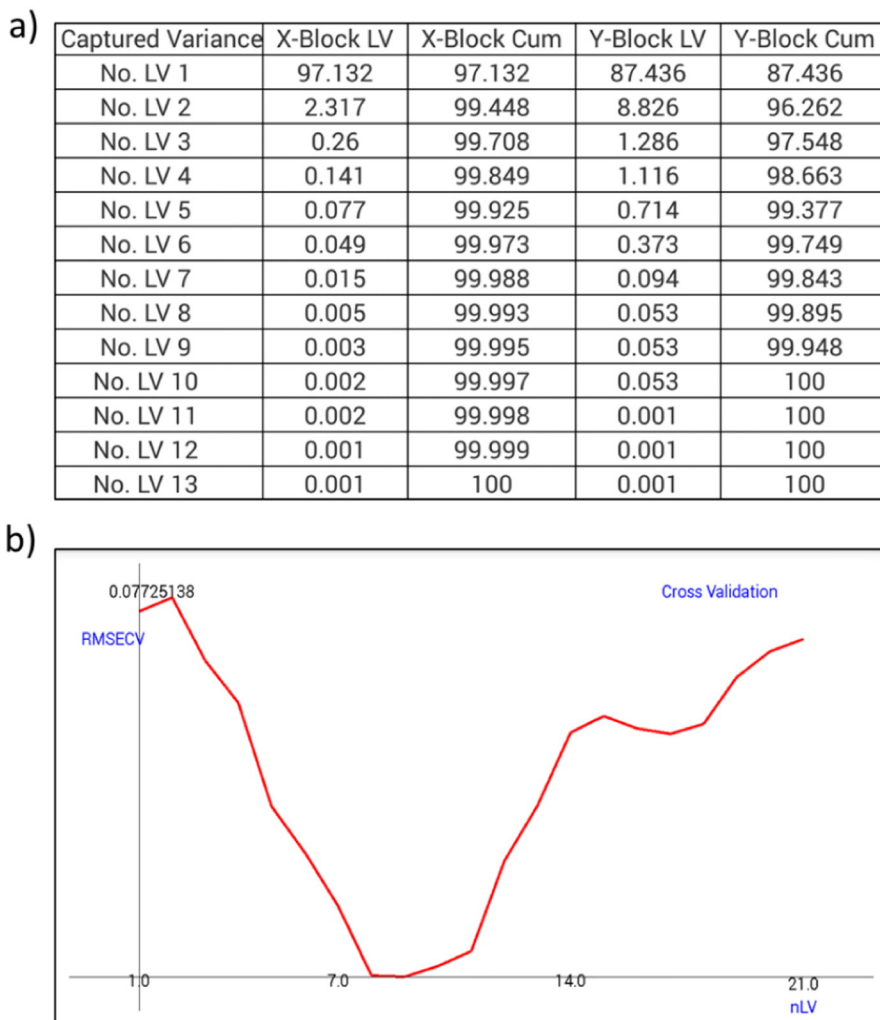 a)
Captured Variance X-Block LV X-Block Cum Y-Block LV Y-Block Cum
No. LV 1 97.132 97.132 87.436 87.436
No. LV 2 2.317 99.448 8.826 96.262
No. LV 3 0.26 99.708 1.286 97.548
No. LV 4 0.141 99.849 1.116 98.663
No. LV 5 0.077 99.925 0.714 99.377
No. LV 6 0.049 99.973 0.373 99.749
No. LV 7 0.015 99.988 0.094 99.843
No. LV 8 0.005 99.993 0.053 99.895
No. LV 9 0.003 99.995 0.053 99.948
No. LV 10 0.002 99.997 0.053 100
No. LV 11 0.002 99.998 0.001 100
No. LV 12 0.001 99.999 0.001 100
No. LV 13 0.001 100 0.001 100
b)
0.07725138 Cross Validation
RMSECV
1.0 7.0 14.0 21.0
nLV